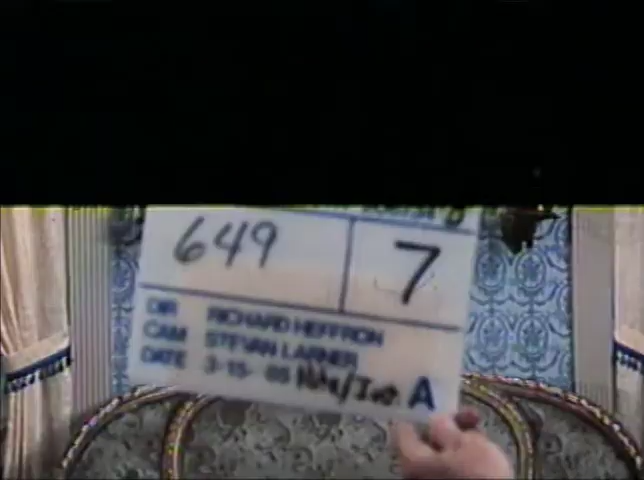 649 7
DIR RICHARD HEFFRON
CAM STEVAN LARNER
DATE 3-15- 85 A